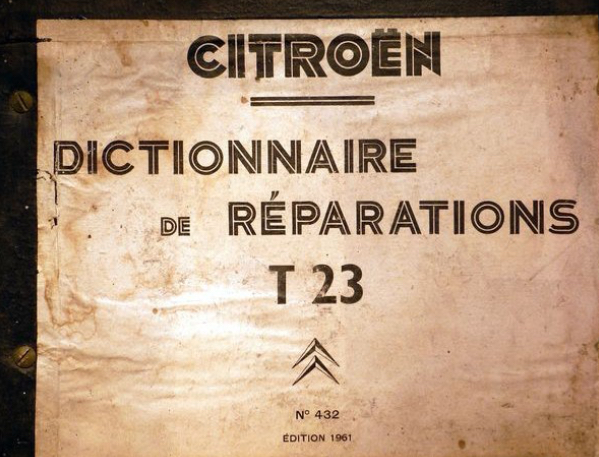 CITROËN
DICTIONNAIRE
DE RÉPARATIONS
T 23
Nº 432
ÉDITION 1961